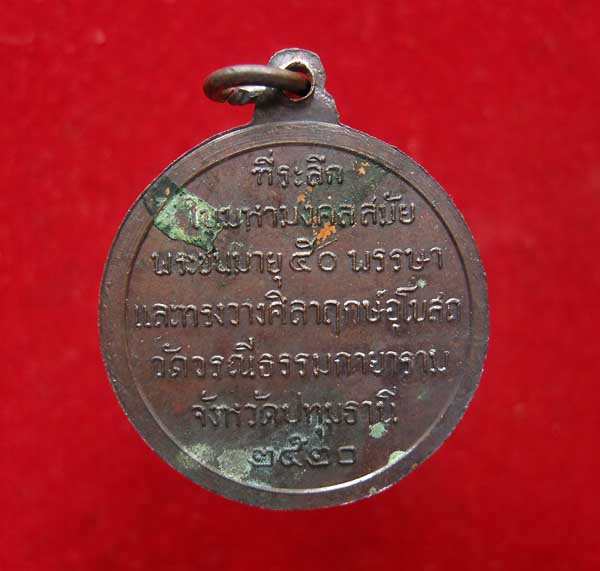 ที่ระลึก
ในมหามงคลสมัย
พระชนมายุ ๕๐ พรรษา
และทรงวางศิลาฤกษ์อุโบสถ
วัดวรณีธรรมกายาราม
จังหวัดปทุมธานี
๒๕๒๐